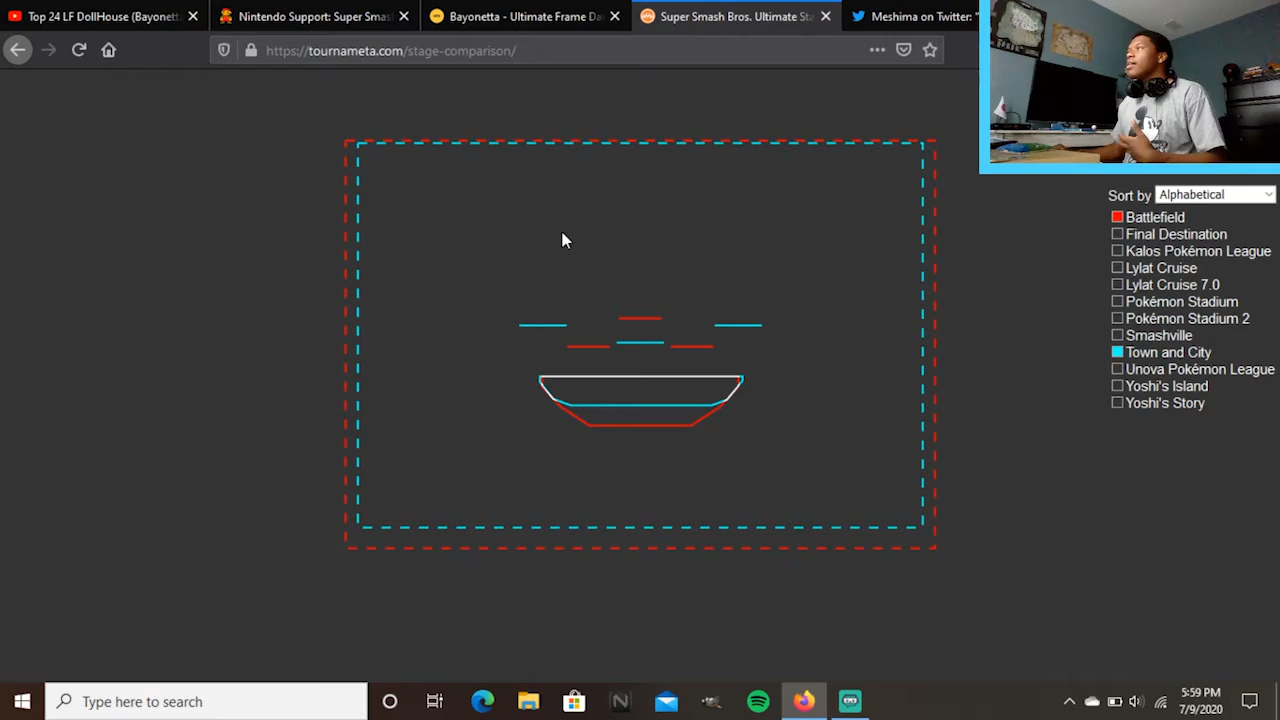 Top 24 LF DollHouse (Bayonetta
Nintendo Support: Super Smas
Bayonetta - Ultimate Frame Da
Super Smash Bros. Ultimate Sta
Meshima on Twitter: "
https://tournameta.com/stage-comparison/
Sort by Alphabetical
Battlefield
Final Destination
Kalos Pokémon League
Lylat Cruise
Lylat Cruise 7.0
Pokémon Stadium
Pokémon Stadium 2
Smashville
Town and City
Unova Pokémon League
Yoshi's Island
Yoshi's Story
Type here to search
5:59 PM
7/9/2020